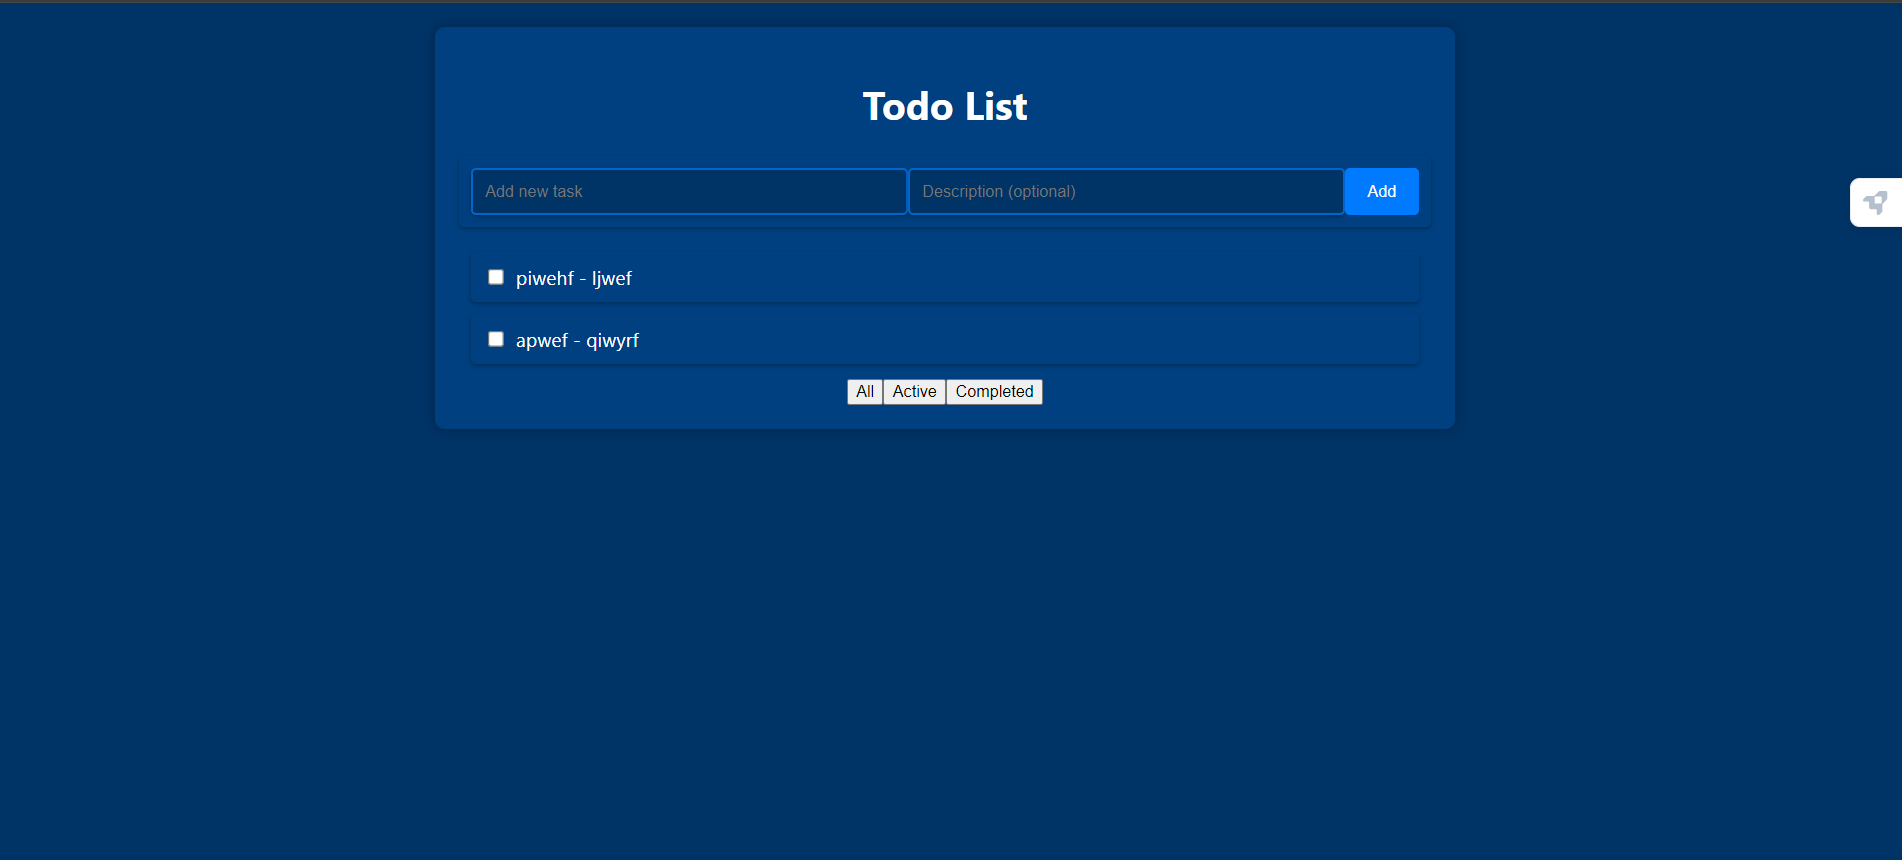 Todo List
Add new task Description (optional) Add
piwehf - ljwef
apwef - qiwyrf
All Active Completed